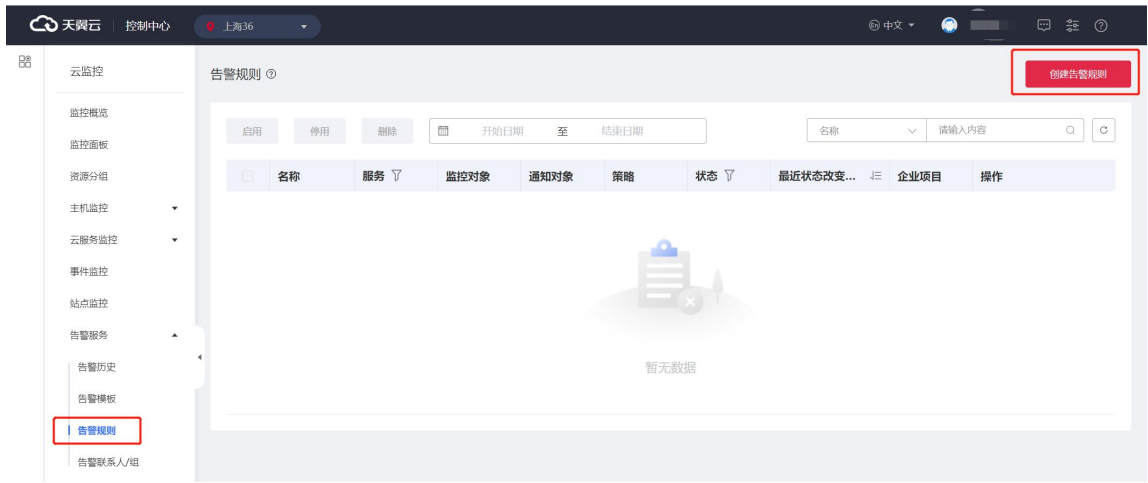 天翼云 控制中心 上海36 En 中文
云监控
监控概览
监控面板
资源分组
主机监控
云服务监控
事件监控
站点监控
告警服务
告警历史
告警模板
告警规则
告警联系人/组
告警规则 创建告警规则
启用 停用 删除 开始日期 至 结束日期 名称 请输入内容
名称 服务 监控对象 通知对象 策略 状态 最近状态改变... 企业项目 操作
暂无数据